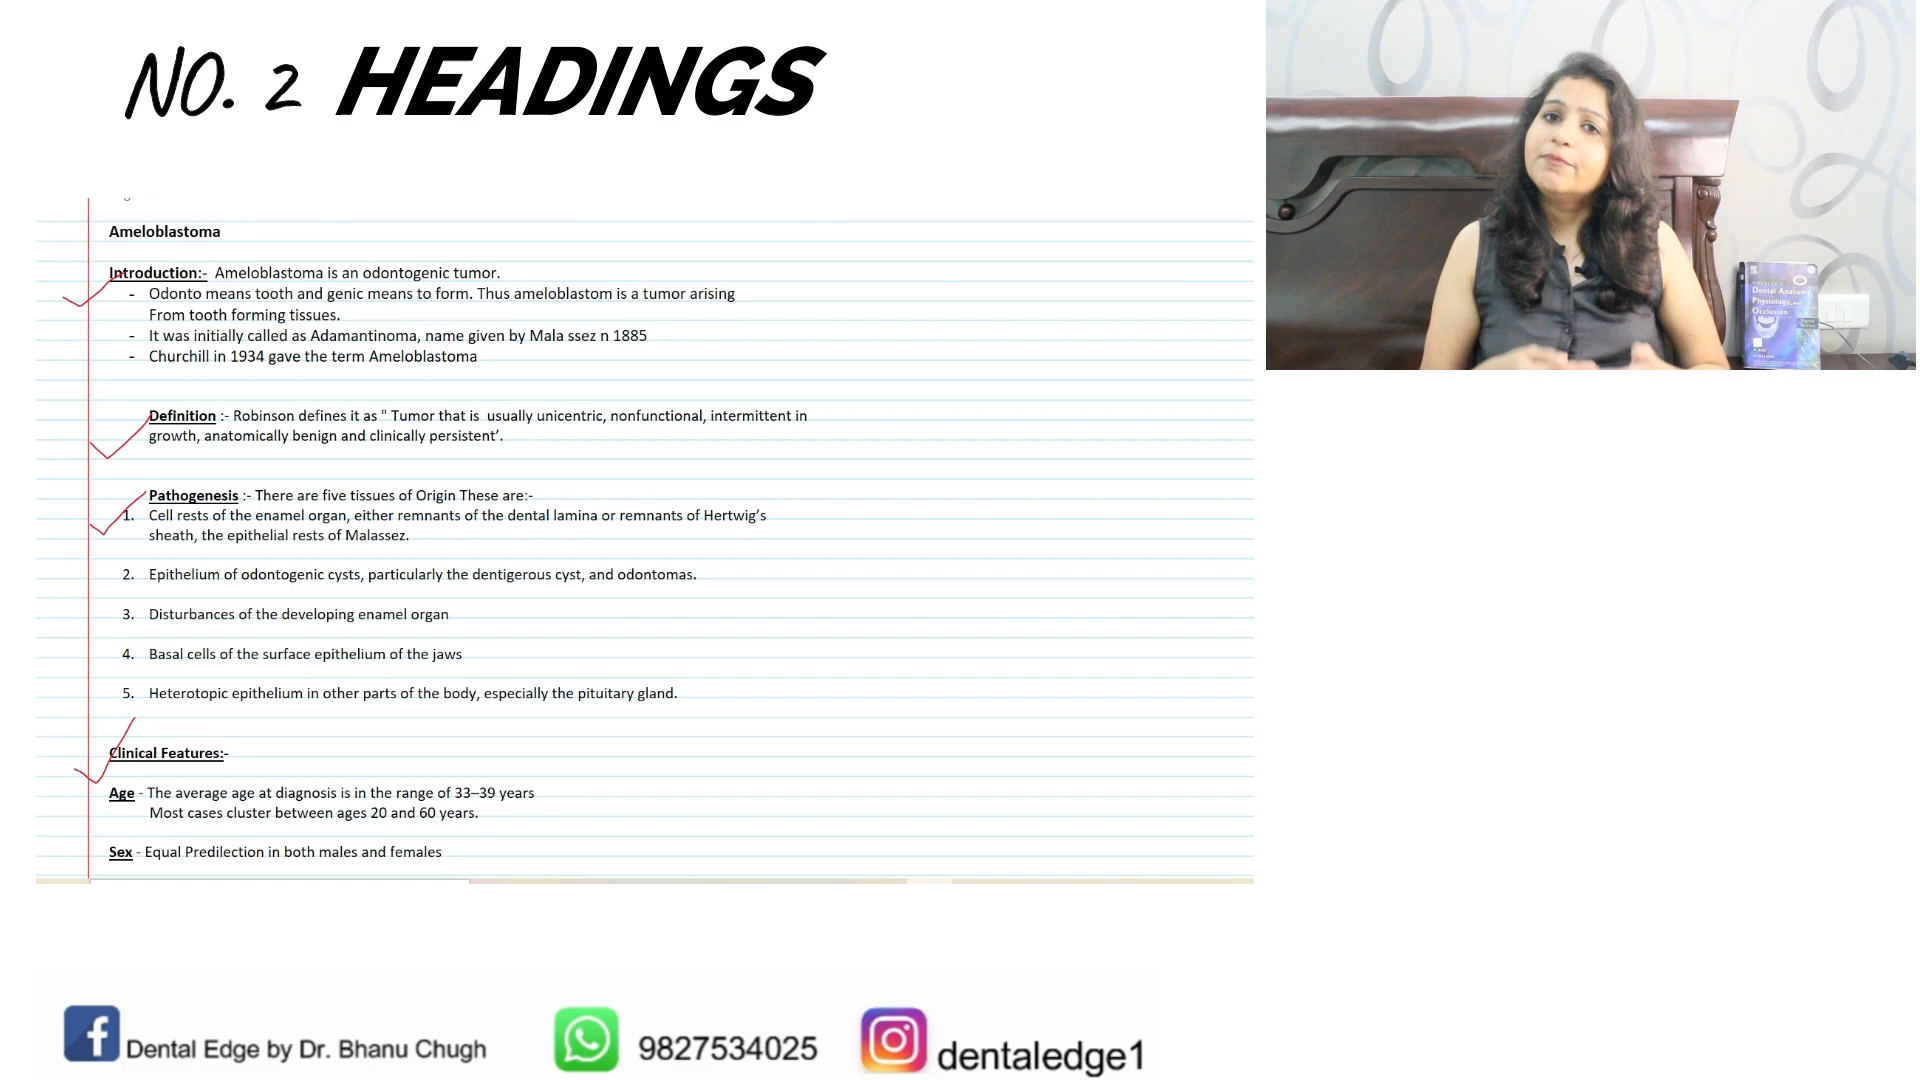 NO. 2 HEADINGS
Ameloblastoma
Introduction:- Ameloblastoma is an odontogenic tumor.
- Odonto means tooth and genic means to form. Thus ameloblastom is a tumor arising
From tooth forming tissues.
- It was initially called as Adamantinoma, name given by Mala ssez n 1885
- Churchill in 1934 gave the term Ameloblastoma
Definition :- Robinson defines it as " Tumor that is usually unicentric, nonfunctional, intermittent in
growth, anatomically benign and clinically persistent’.
Pathogenesis :- There are five tissues of Origin These are:-
1. Cell rests of the enamel organ, either remnants of the dental lamina or remnants of Hertwig’s
sheath, the epithelial rests of Malassez.
2. Epithelium of odontogenic cysts, particularly the dentigerous cyst, and odontomas.
3. Disturbances of the developing enamel organ
4. Basal cells of the surface epithelium of the jaws
5. Heterotopic epithelium in other parts of the body, especially the pituitary gland.
Clinical Features:-
Age - The average age at diagnosis is in the range of 33–39 years
Most cases cluster between ages 20 and 60 years.
Sex - Equal Predilection in both males and females
Dental Anatomy,
Physiology, and
Occlusion
Dental Edge by Dr. Bhanu Chugh
9827534025
dentaledge1